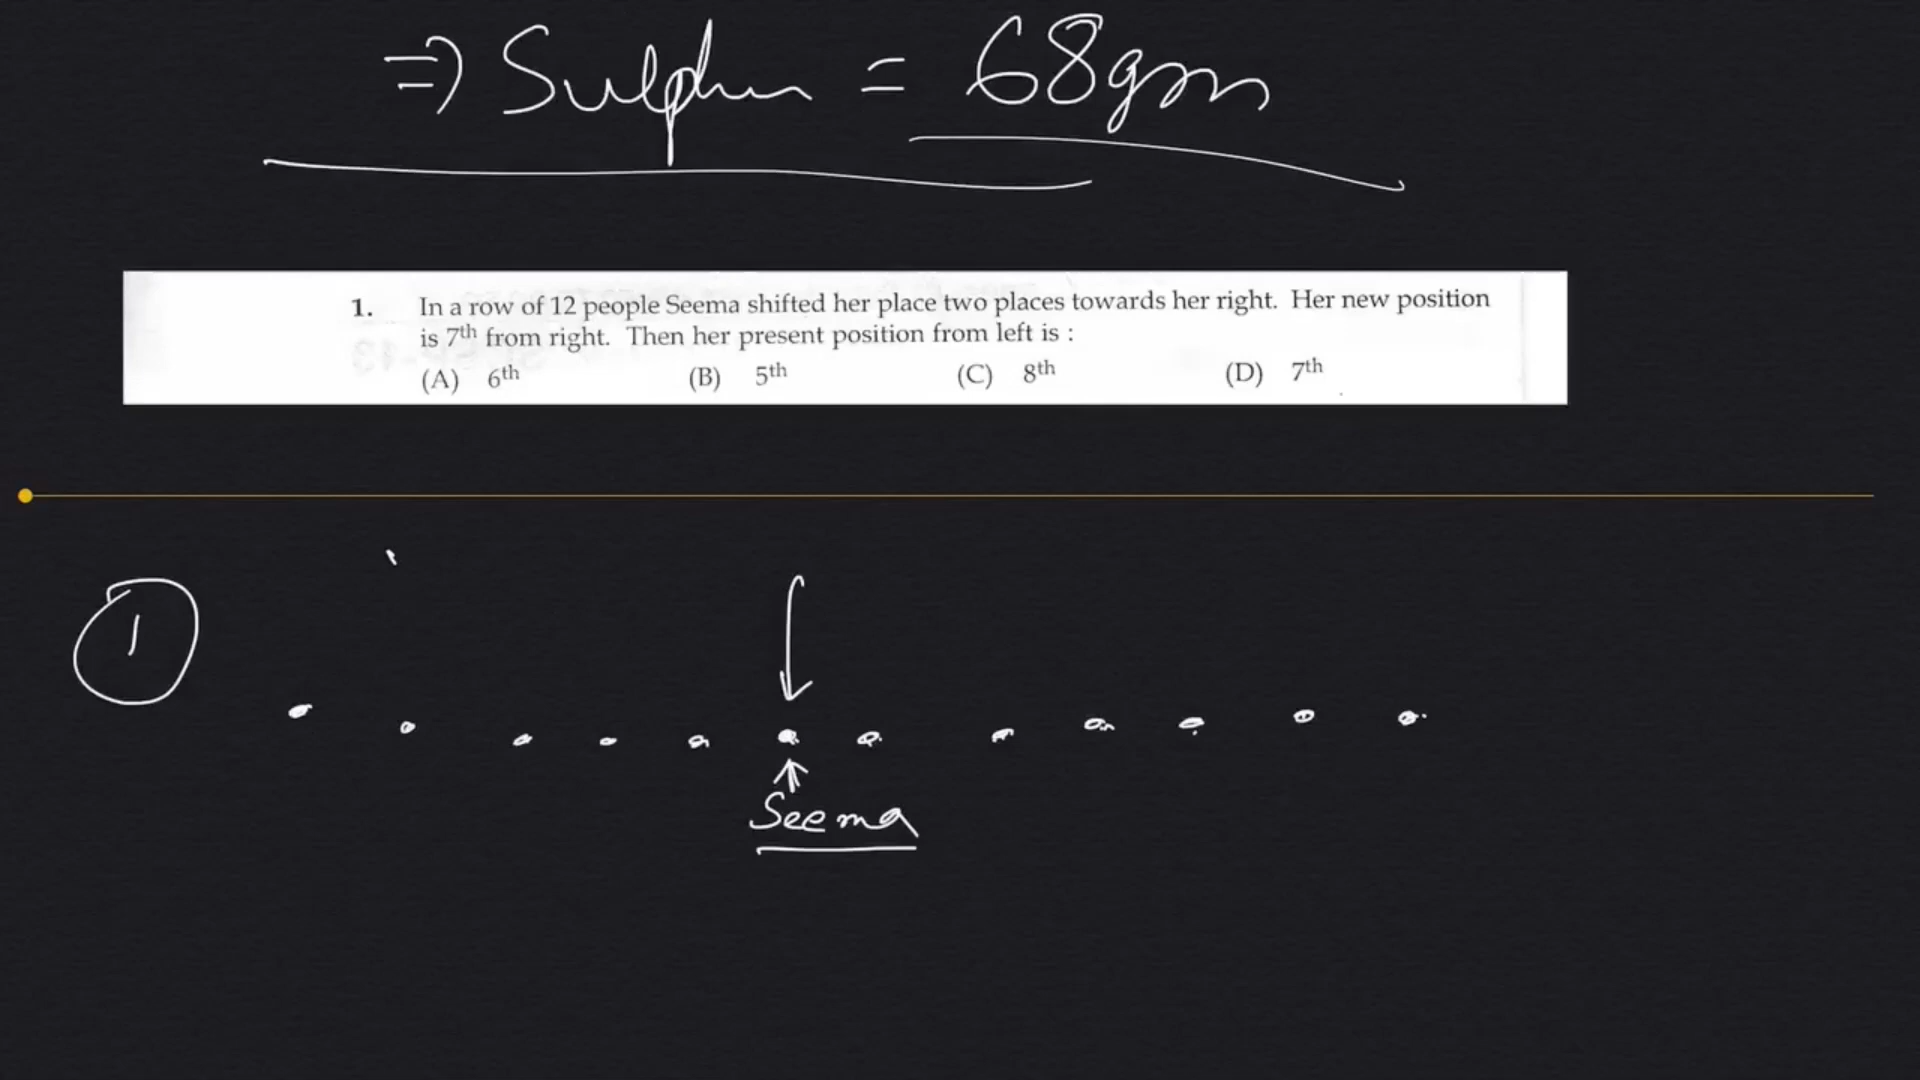 ⇒ Sulphur = 68gm
1. In a row of 12 people Seema shifted her place two places towards her right. Her new position
is 7th from right. Then her present position from left is :
(A) 6th (B) 5th (C) 8th (D) 7th
1
Seema